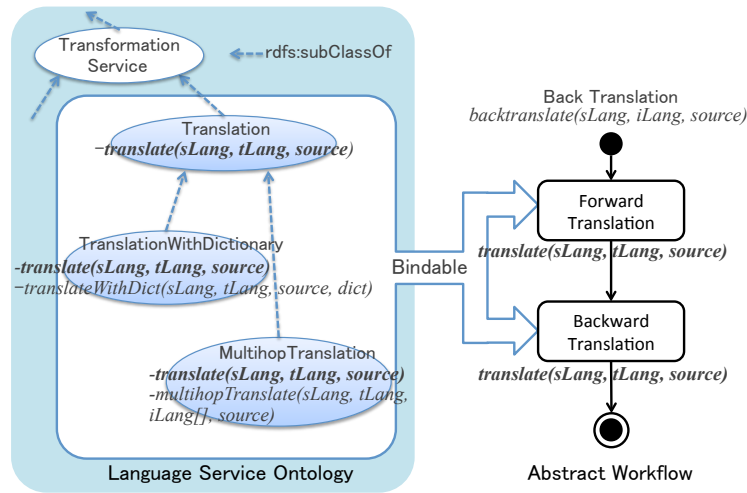 Transformation
Service
rdfs:subClassOf
Translation
−translate(sLang, tLang, source)
TranslationWithDictionary
-translate(sLang, tLang, source)
−translateWithDict(sLang, tLang, source, dict)
MultihopTranslation
-translate(sLang, tLang, source)
-multihopTranslate(sLang, tLang,
iLang[], source)
Language Service Ontology
Bindable
Back Translation
backtranslate(sLang, iLang, source)
Forward
Translation
translate(sLang, tLang, source)
Backward
Translation
translate(sLang, tLang, source)
Abstract Workflow